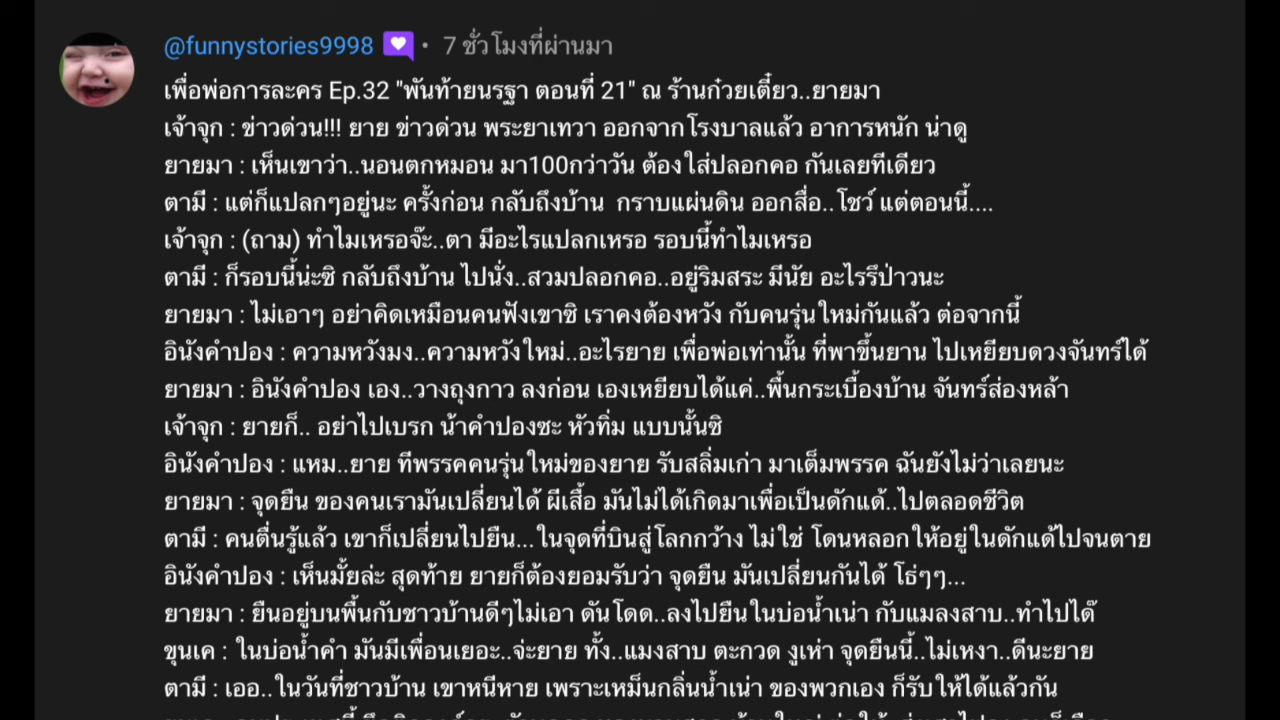 @funnystories9998 • 7 ชั่วโมงที่ผ่านมา
เพื่อพ่อการละคร Ep.32 "พันท้ายนรฐา ตอนที่ 21" ณ ร้านก๋วยเตี๋ยว..ยายมา
เจ้าจุก : ข่าวด่วน!!! ยาย ข่าวด่วน พระยาเทวา ออกจากโรงบาลแล้ว อาการหนัก น่าดู
ยายมา : เห็นเขาว่า..นอนตกหมอน มา100กว่าวัน ต้องใส่ปลอกคอ กันเลยทีเดียว
ตามี : แต่ก็แปลกๆอยู่นะ ครั้งก่อน กลับถึงบ้าน กราบแผ่นดิน ออกสื่อ..โชว์ แต่ตอนนี้....
เจ้าจุก : (ถาม) ทำไมเหรอจ๊ะ..ตา มีอะไรแปลกเหรอ รอบนี้ทำไมเหรอ
ตามี : ก็รอบนี้น่ะซิ กลับถึงบ้าน ไปนั่ง..สวมปลอกคอ..อยู่ริมสระ มีนัย อะไรรึป่าวนะ
ยายมา : ไม่เอาๆ อย่าคิดเหมือนคนฟังเขาซิ เราคงต้องหวัง กับคนรุ่นใหม่กันแล้ว ต่อจากนี้
อินังคำปอง : ความหวังมง..ความหวังใหม่..อะไรยาย เพื่อพ่อเท่านั้น ที่พาขึ้นยาน ไปเหยียบดวงจันทร์ได้
ยายมา : อินังคำปอง เอง..วางถุงกาว ลงก่อน เองเหยียบได้แค่..พื้นกระเบื้องบ้าน จันทร์ส่องหล้า
เจ้าจุก : ยายก็.. อย่าไปเบรก น้าคำปองซะ หัวทิ่ม แบบนั้นซิ
อินังคำปอง : แหม..ยาย ทีพรรคคนรุ่นใหม่ของยาย รับสลิ่มเก่า มาเต็มพรรค ฉันยังไม่ว่าเลยนะ
ยายมา : จุดยืน ของคนเรามันเปลี่ยนได้ ผีเสื้อ มันไม่ได้เกิดมาเพื่อเป็นดักแด้..ไปตลอดชีวิต
ตามี : คนตื่นรู้แล้ว เขาก็เปลี่ยนไปยืน...ในจุดที่บินสู่โลกกว้าง ไม่ใช่ โดนหลอกให้อยู่ในดักแด้ไปจนตาย
อินังคำปอง : เห็นมั้ยล่ะ สุดท้าย ยายก็ต้องยอมรับว่า จุดยืน มันเปลี่ยนกันได้ โธ่ๆๆ...
ยายมา : ยืนอยู่บนพื้นกับชาวบ้านดีๆไม่เอา ดันโดด..ลงไปยืนในบ่อน้ำเน่า กับแมลงสาบ..ทำไปได๊
ขุนเค : ในบ่อน้ำคำ มันมีเพื่อนเยอะ..จ่ะยาย ทั้ง..แมงสาบ ตะกวด งูเห่า จุดยืนนี้..ไม่เหงา..ดีนะยาย
ตามี : เออ..ในวันที่ชาวบ้าน เขาหนีหาย เพราะเหม็นกลิ่นน้ำเน่า ของพวกเอง ก็รับให้ได้แล้วกัน